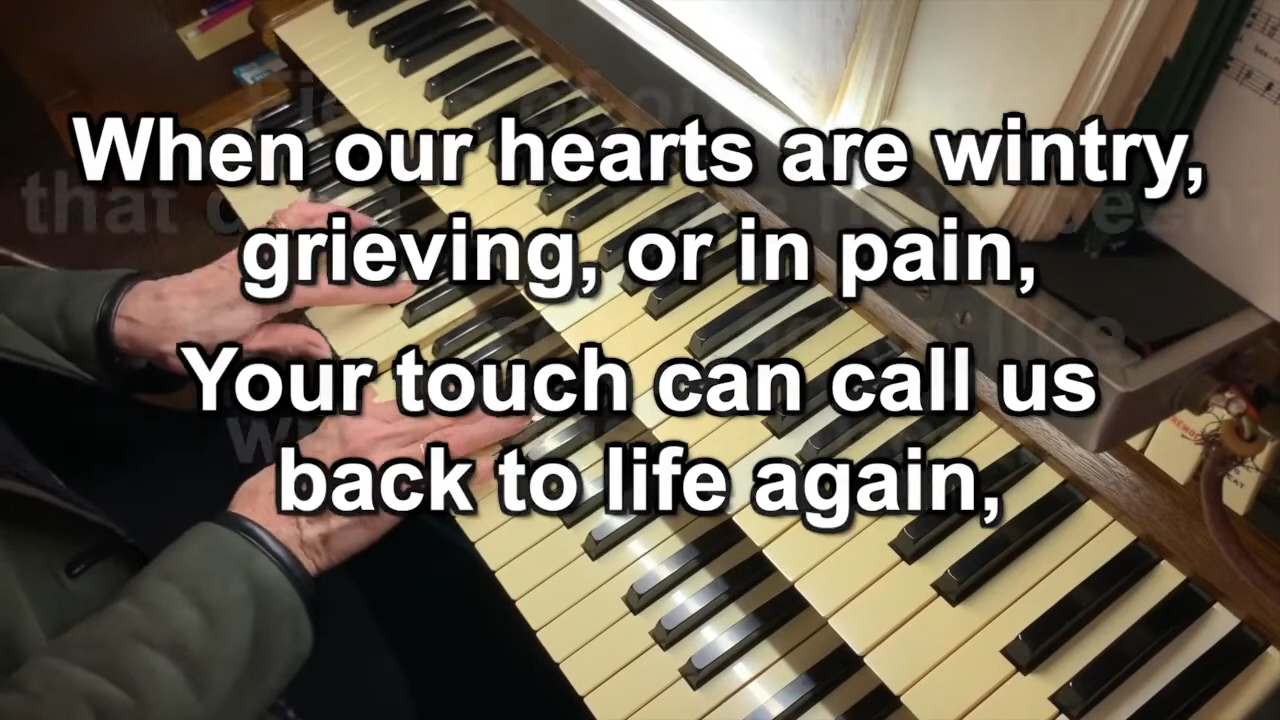 When our hearts are wintry,
grieving, or in pain,
Your touch can call us
back to life again,